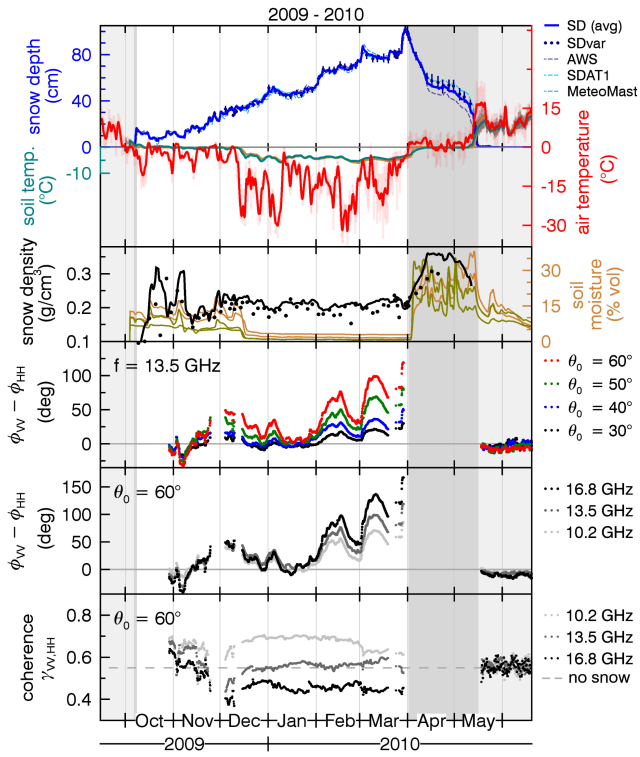 2009 - 2010
80
40
0
snow depth
(cm)
-10
soil temp.
(°C)
15
0
-15
-30
air temperature
(°C)
SD (avg)
SDvar
AWS
SDAT1
MeteoMast
0.3
0.2
0.1
snow density
(g/cm³)
30
15
0
soil
moisture
(% vol)
f = 13.5 GHz
100
50
0
ϕVV − ϕHH
(deg)
θ0 = 60°
θ0 = 50°
θ0 = 40°
θ0 = 30°
θ0 = 60°
150
100
50
0
ϕVV − ϕHH
(deg)
16.8 GHz
13.5 GHz
10.2 GHz
θ0 = 60°
0.8
0.6
0.4
coherence
γVV,HH
10.2 GHz
13.5 GHz
16.8 GHz
no snow
Oct Nov Dec Jan Feb Mar Apr May
2009 2010